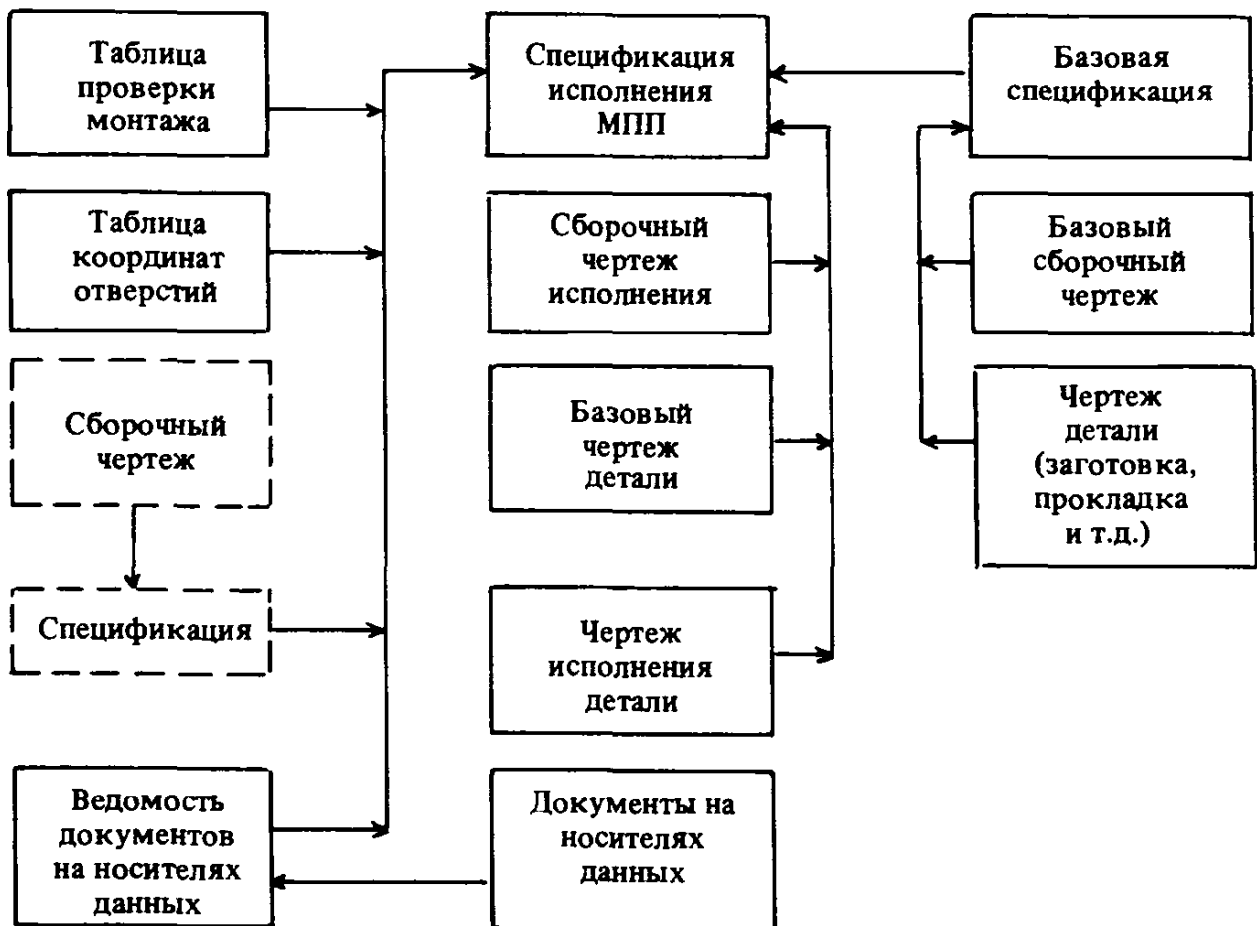 Таблица
проверки
монтажа
Спецификация
исполнения
МПП
Базовая
спецификация
Таблица
координат
отверстий
Сборочный
чертеж
исполнения
Базовый
сборочный
чертеж
Сборочный
чертеж
Базовый
чертеж
детали
Чертеж
детали
(заготовка,
прокладка
и т.д.)
Спецификация
Чертеж
исполнения
детали
Ведомость
документов
на носителях
данных
Документы на
носителях
данных